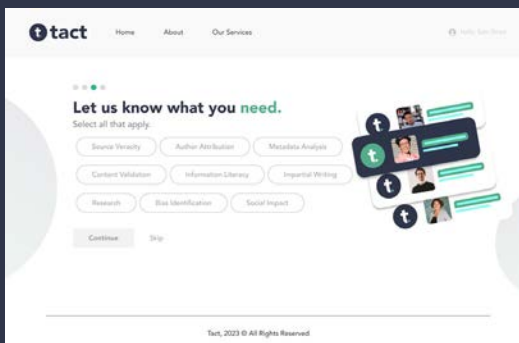 tact
Home About Our Services
Let us know what you need.
Select all that apply.
Source Veracity Author Attribution Metadata Analysis
Content Validation Information Literacy Impartial Writing
Research Bias Identification Social Impact
Continue Skip
Tact, 2023 © All Rights Reserved